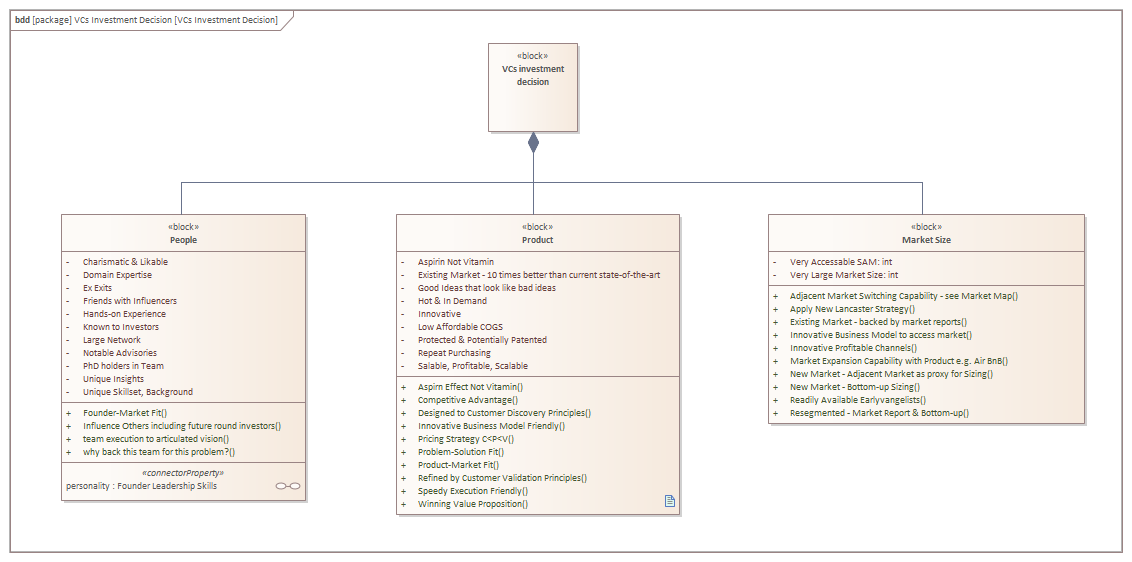 bdd [package] VCs Investment Decision [VCs Investment Decision]
«block»
VCs investment
decision
«block»
People
- Charismatic & Likable
- Domain Expertise
- Ex Exits
- Friends with Influencers
- Hands-on Experience
- Known to Investors
- Large Network
- Notable Advisories
- PhD holders in Team
- Unique Insights
- Unique Skillset, Background
+ Founder-Market Fit()
+ Influence Others including future round investors()
+ team execution to articulated vision()
+ why back this team for this problem?()
«connectorProperty»
personality : Founder Leadership Skills
«block»
Product
- Aspirin Not Vitamin
- Existing Market - 10 times better than current state-of-the-art
- Good Ideas that look like bad ideas
- Hot & In Demand
- Innovative
- Low Affordable COGS
- Protected & Potentially Patented
- Repeat Purchasing
- Salable, Profitable, Scalable
+ Aspirn Effect Not Vitamin()
+ Competitive Advantage()
+ Designed to Customer Discovery Principles()
+ Innovative Business Model Friendly()
+ Pricing Strategy C<P<V()
+ Problem-Solution Fit()
+ Product-Market Fit()
+ Refined by Customer Validation Principles()
+ Speedy Execution Friendly()
+ Winning Value Proposition()
«block»
Market Size
- Very Accessable SAM: int
- Very Large Market Size: int
+ Adjacent Market Switching Capability - see Market Map()
+ Apply New Lancaster Strategy()
+ Existing Market - backed by market reports()
+ Innovative Business Model to access market()
+ Innovative Profitable Channels()
+ Market Expansion Capability with Product e.g. Air BnB()
+ New Market - Adjacent Market as proxy for Sizing()
+ New Market - Bottom-up Sizing()
+ Readily Available Earlyvangelists()
+ Resegmented - Market Report & Bottom-up()